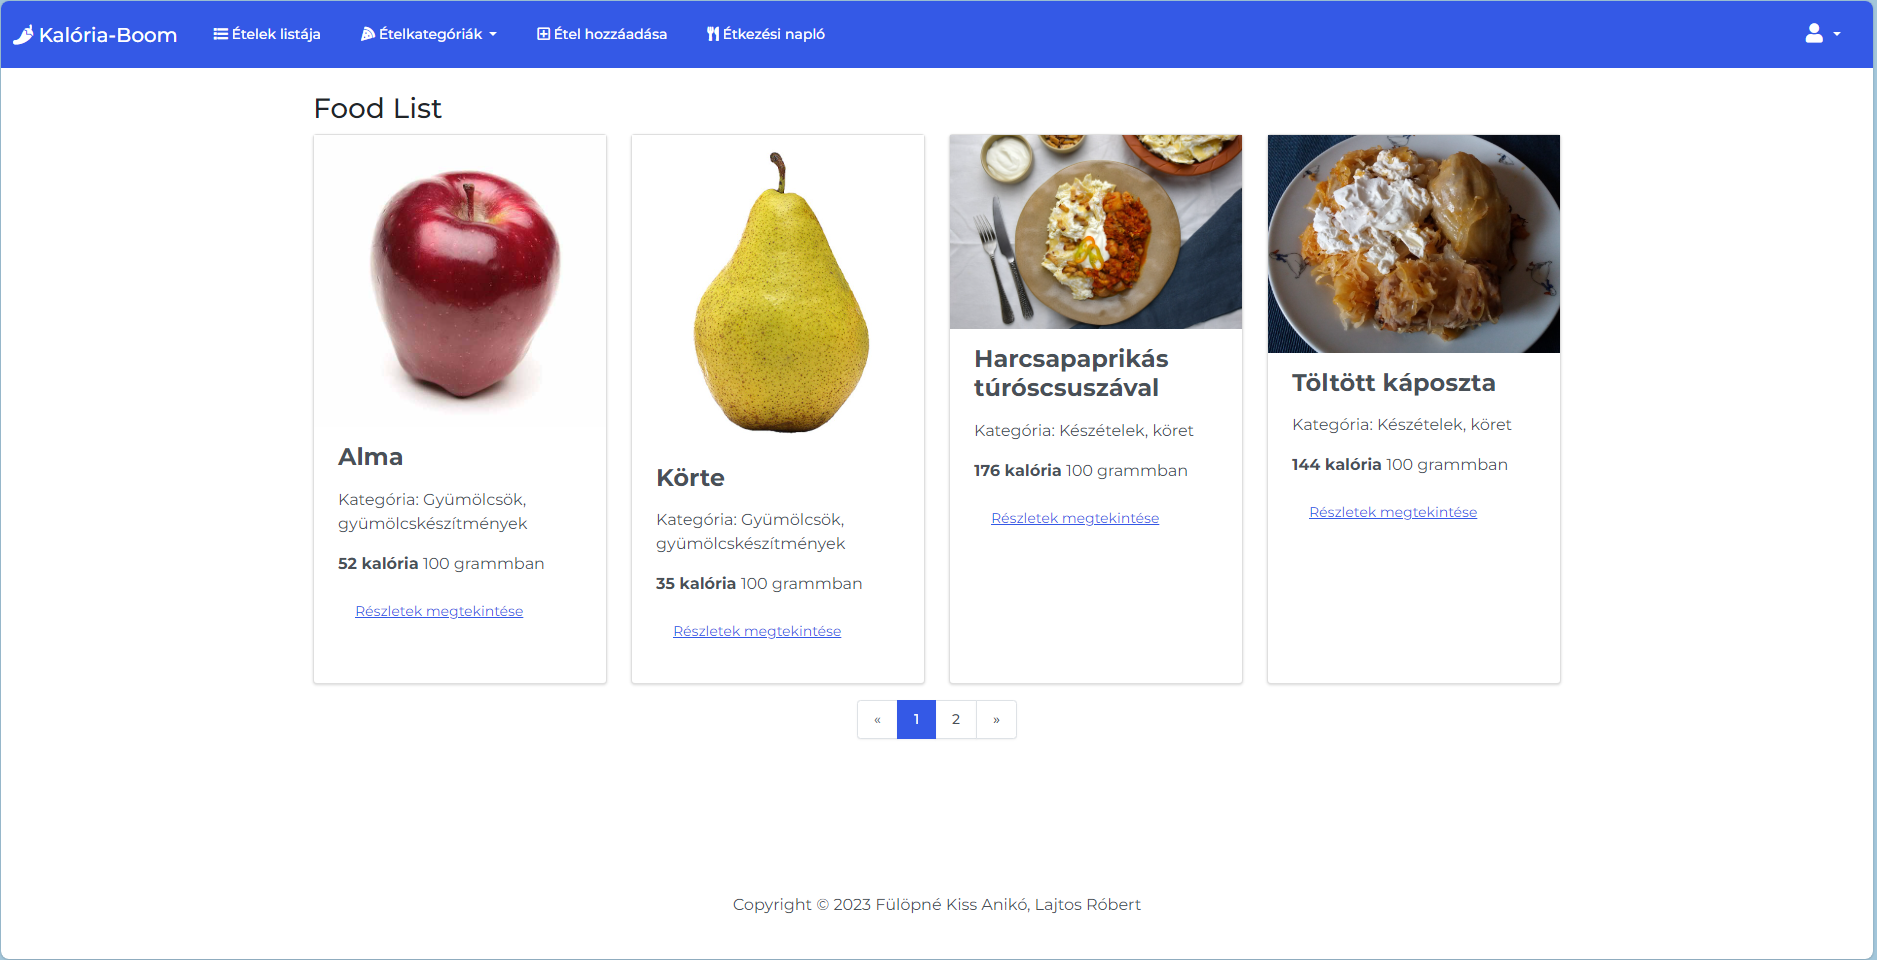 Kalória-Boom Ételek listája Ételkategóriák Étel hozzáadása Étkezési napló
Food List
Alma
Kategória: Gyümölcsök,
gyümölcskészítmények
52 kalória 100 grammban
Részletek megtekintése
Körte
Kategória: Gyümölcsök,
gyümölcskészítmények
35 kalória 100 grammban
Részletek megtekintése
Harcsapaprikás
túróscsuszával
Kategória: Készételek, köret
176 kalória 100 grammban
Részletek megtekintése
Töltött káposzta
Kategória: Készételek, köret
144 kalória 100 grammban
Részletek megtekintése
« 1 2 »
Copyright © 2023 Fülöpné Kiss Anikó, Lajtos Róbert